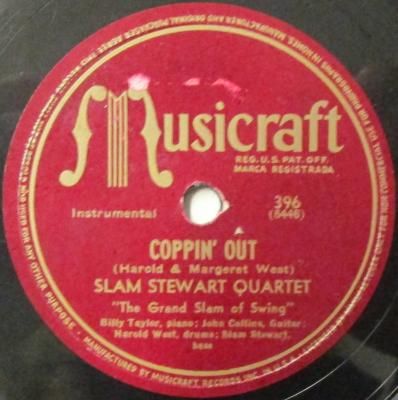 Musicraft
REG. U.S. PAT. OFF.
MARCA REGISTRADA
Instrumental
396
(5446)
COPPIN' OUT
(Harold & Margeret West)
SLAM STEWART QUARTET
"The Grand Slam of Swing"
Billy Taylor, piano; John Collins, Guitar;
Harold West, drums; Slam Stewart,
bass
MANUFACTURED BY MUSICRAFT RECORDS INC. IN U.S.A.